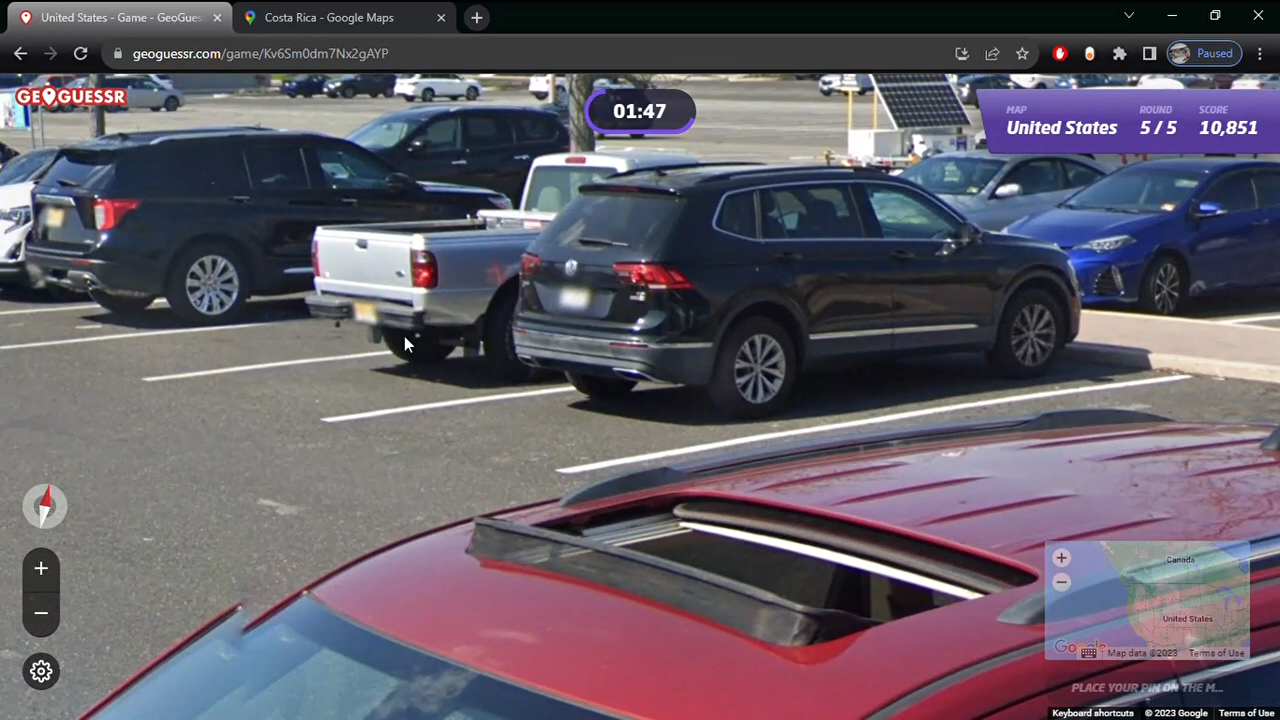 United States - Game - GeoGues
Costa Rica - Google Maps
geoguessr.com/game/Kv6Sm0dm7Nx2gAYP
Paused
GEOGUESSR
01:47
MAP
United States
ROUND
5 / 5
SCORE
10,851
Canada
United States
Google
Map data ©2023
Terms of Use
PLACE YOUR PIN ON THE M...
Keyboard shortcuts
© 2023 Google
Terms of Use